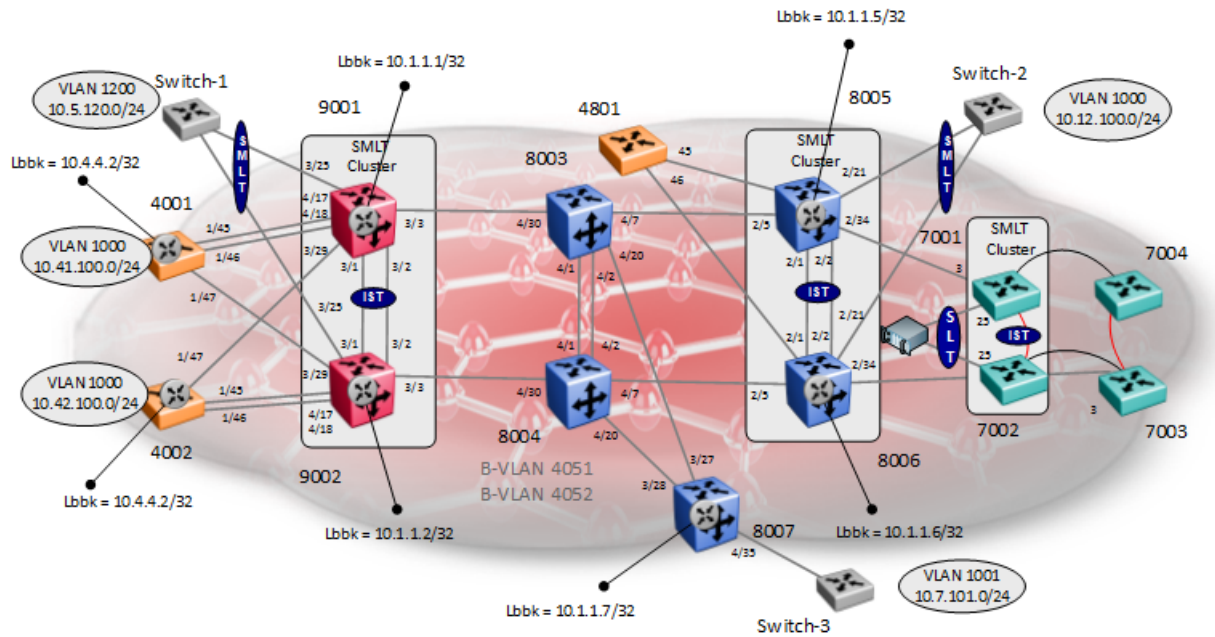 Lbbk = 10.1.1.5/32
Switch-1
VLAN 1200
10.5.120.0/24
Lbbk = 10.1.1.1/32
9001
4801
8005
Switch-2
VLAN 1000
10.12.100.0/24
SMLT
SMLT
Cluster
SMLT
Cluster
SMLT
Lbbk = 10.4.4.2/32
4001
VLAN 1000
10.41.100.0/24
1/45
1/46
1/47
3/25
4/17
4/18
3/29
3/1
3/2
3/3
IST
3/25
3/1
3/2
3/3
3/29
4/17
4/18
8003
4/30
4/7
4/20
4/1
4/2
45
46
2/5
2/21
2/34
2/1
2/2
IST
2/1
2/2
2/21
2/34
2/5
7001
SMLT
Cluster
7004
3
25
SLT
25
IST
7002
3
7003
VLAN 1000
10.42.100.0/24
1/47
1/45
1/46
4002
Lbbk = 10.4.4.2/32
9002
Lbbk = 10.1.1.2/32
4/1
4/2
4/30
4/7
4/20
8004
B-VLAN 4051
B-VLAN 4052
3/27
3/28
8007
4/35
8006
Lbbk = 10.1.1.6/32
Lbbk = 10.1.1.7/32
Switch-3
VLAN 1001
10.7.101.0/24